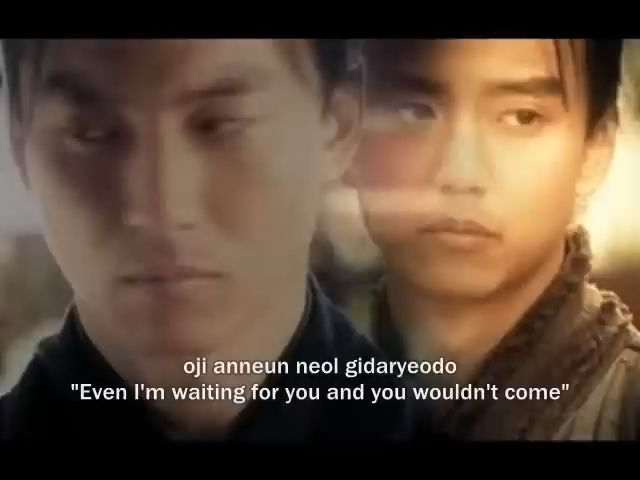 oji anneun neol gidaryeodo
"Even I'm waiting for you and you wouldn't come"